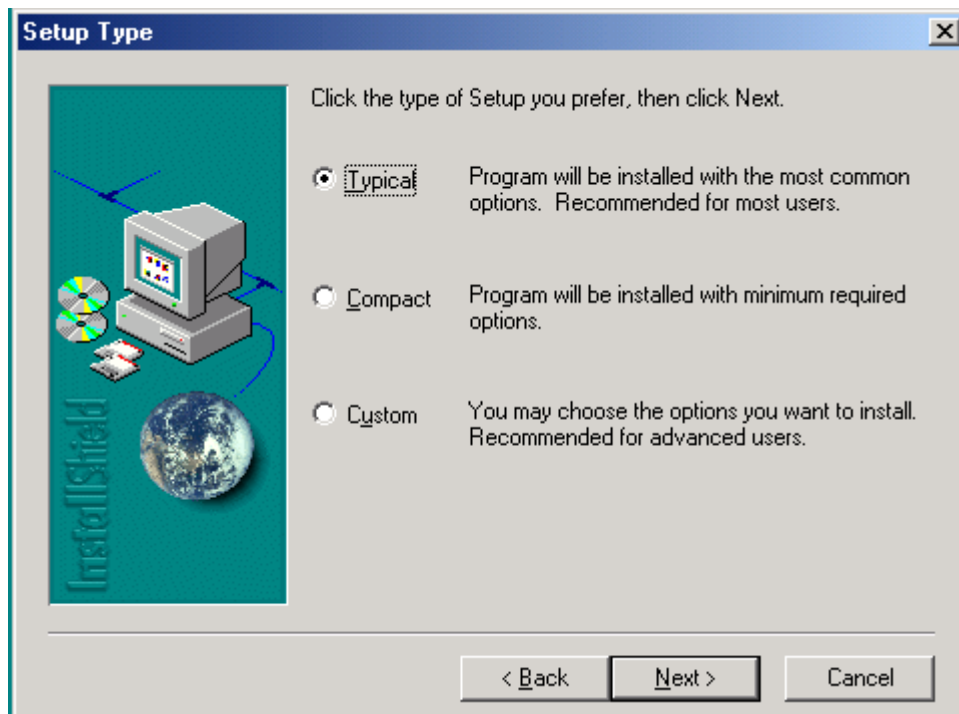 Setup Type
Click the type of Setup you prefer, then click Next.
Typical
Program will be installed with the most common
options.  Recommended for most users.
Compact
Program will be installed with minimum required
options.
Custom
You may choose the options you want to install.
Recommended for advanced users.
InstallShield
< Back
Next >
Cancel